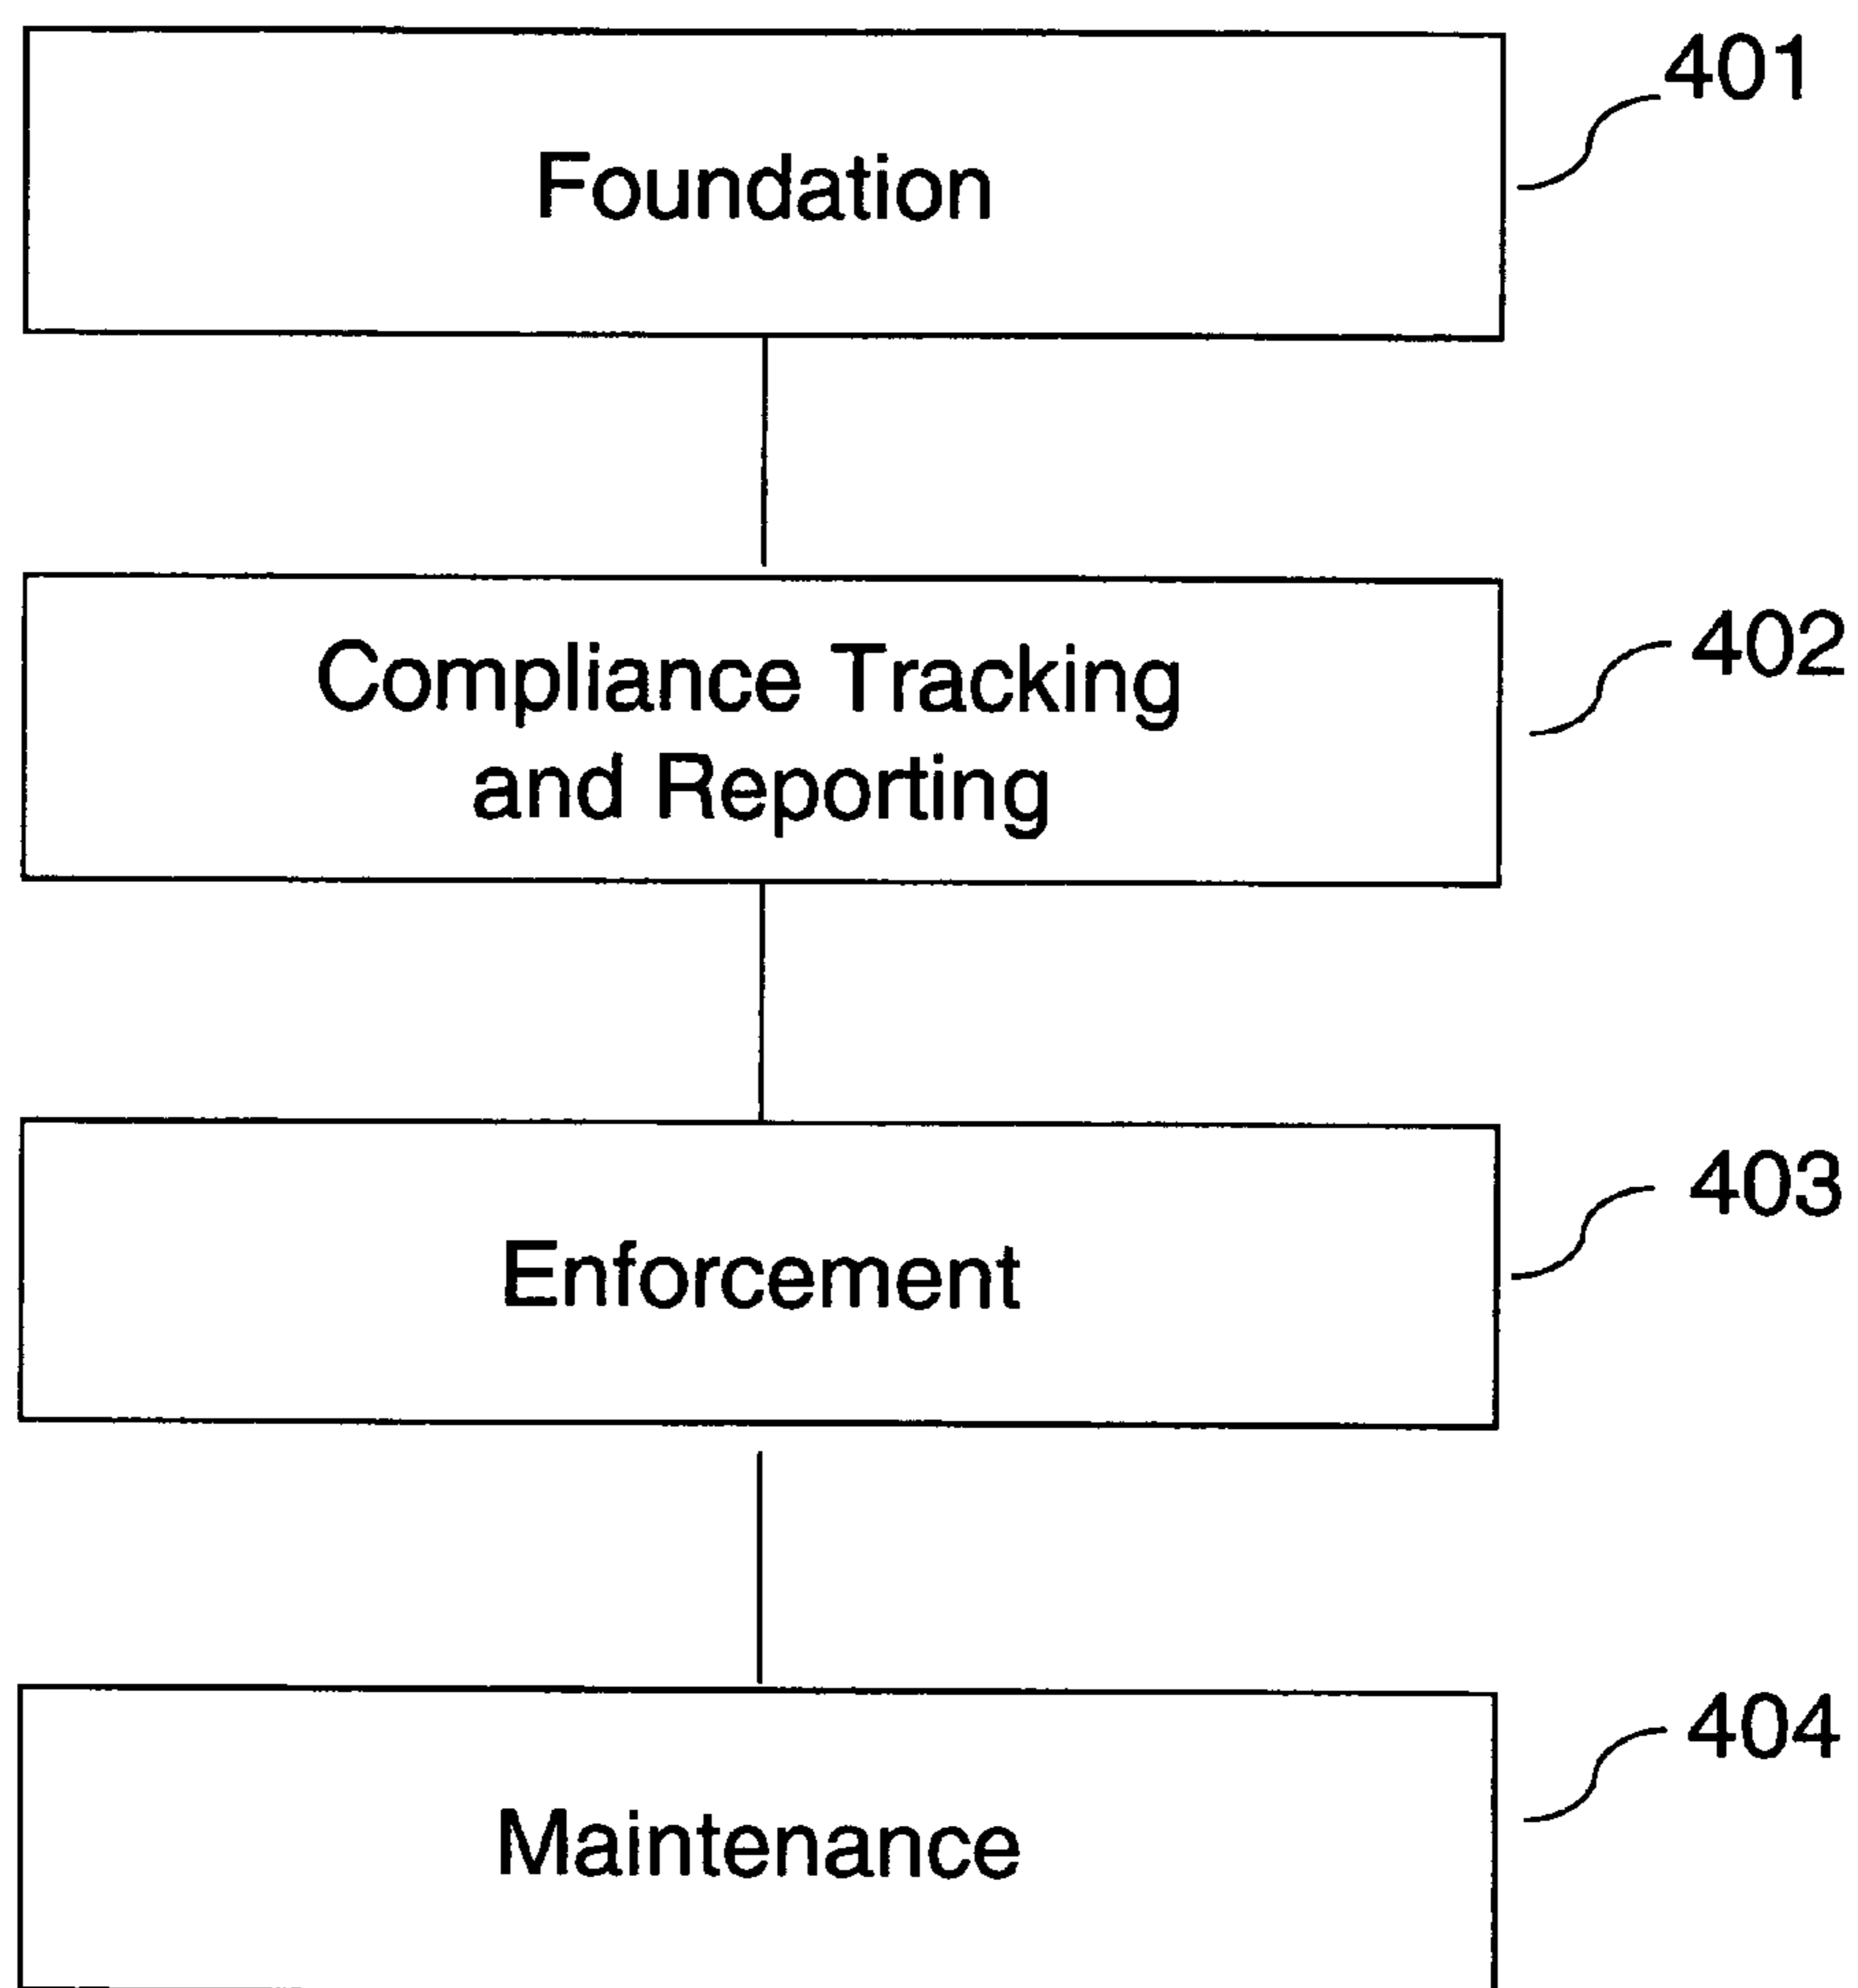 Foundation
401
Compliance Tracking
and Reporting
402
Enforcement
403
Maintenance
404